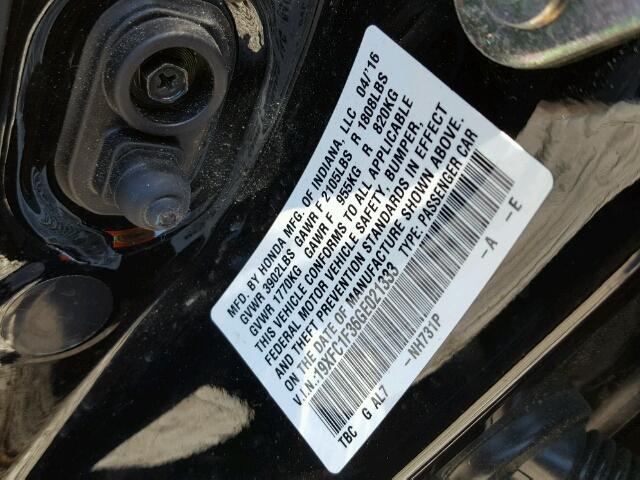 MFD. BY HONDA MFG. OF INDIANA, LLC. 04/'16
GVWR 3902LBS GAWR F 2105LBS R 1808LBS
GVWR 1770KG GAWR F 955KG R 820KG
THIS VEHICLE CONFORMS TO ALL APPLICABLE
FEDERAL MOTOR VEHICLE SAFETY, BUMPER,
AND THEFT PREVENTION STANDARDS IN EFFECT
ON THE DATE OF MANUFACTURE SHOWN ABOVE.
V.I.N. 19XFC1F36GE021333 TYPE: PASSENGER CAR
TBC G AL7 -NH731P -A -E